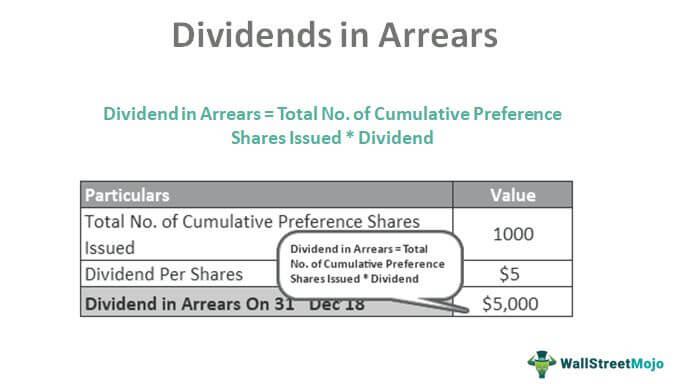 Dividends in Arrears
Dividend in Arrears = Total No. of Cumulative Preference
Shares Issued * Dividend
Particulars Value
Total No. of Cumulative Preference Shares
Issued 1000
Dividend in Arrears = Total
No. of Cumulative Preference
Shares Issued * Dividend
Dividend Per Shares $5
Dividend in Arrears On 31 Dec 18 $5,000
WallStreetMojo